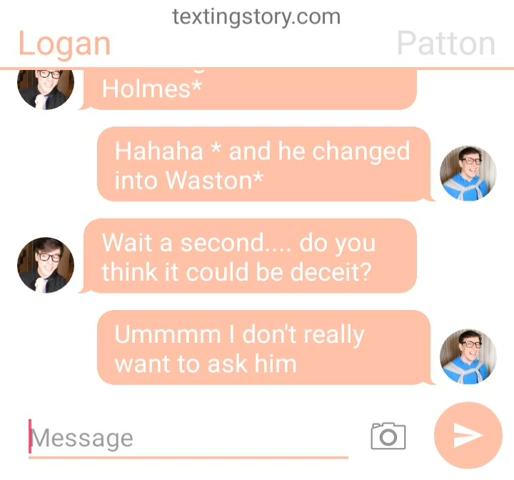 textingstory.com
Logan
Patton
Holmes*
Hahaha * and he changed
into Waston*
Wait a second.... do you
think it could be deceit?
Ummmm I don't really
want to ask him
Message